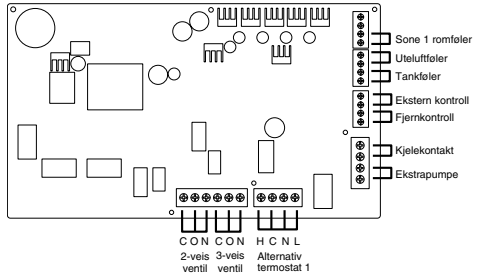 Sone 1 romføler
Uteluftføler
Tankføler
Ekstern kontroll
Fjernkontroll
Kjelekontakt
Ekstrapumpe
C O N C O N H C N L
2-veis ventil
3-veis ventil
Alternativ termostat 1